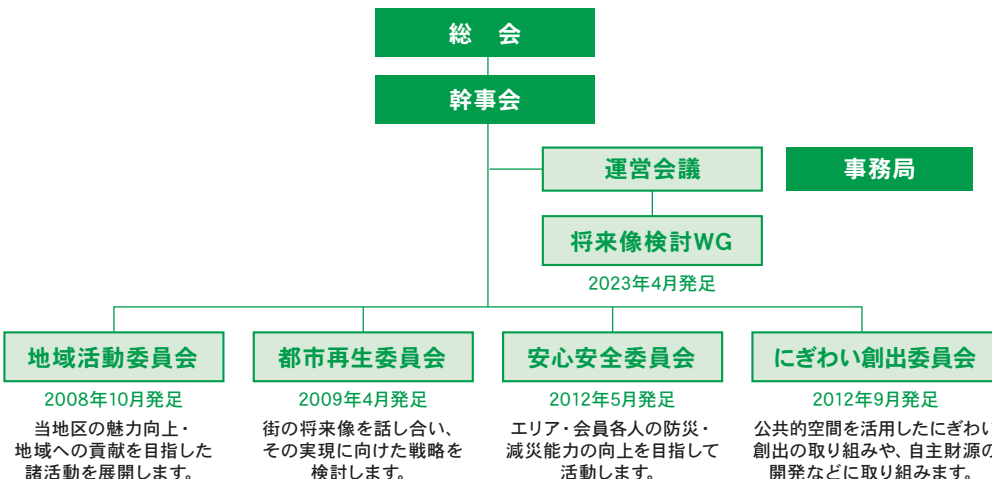 総 会
幹事会
運営会議
事務局
将来像検討WG
2023年4月発足
地域活動委員会
2008年10月発足
当地区の魅力向上・
地域への貢献を目指した
諸活動を展開します。
都市再生委員会
2009年4月発足
街の将来像を話し合い、
その実現に向けた戦略を
検討します。
安心安全委員会
2012年5月発足
エリア・会員各人の防災・
減災能力の向上を目指して
活動します。
にぎわい創出委員会
2012年9月発足
公共的空間を活用したにぎわい
創出の取り組みや、自主財源の
開発などに取り組みます。